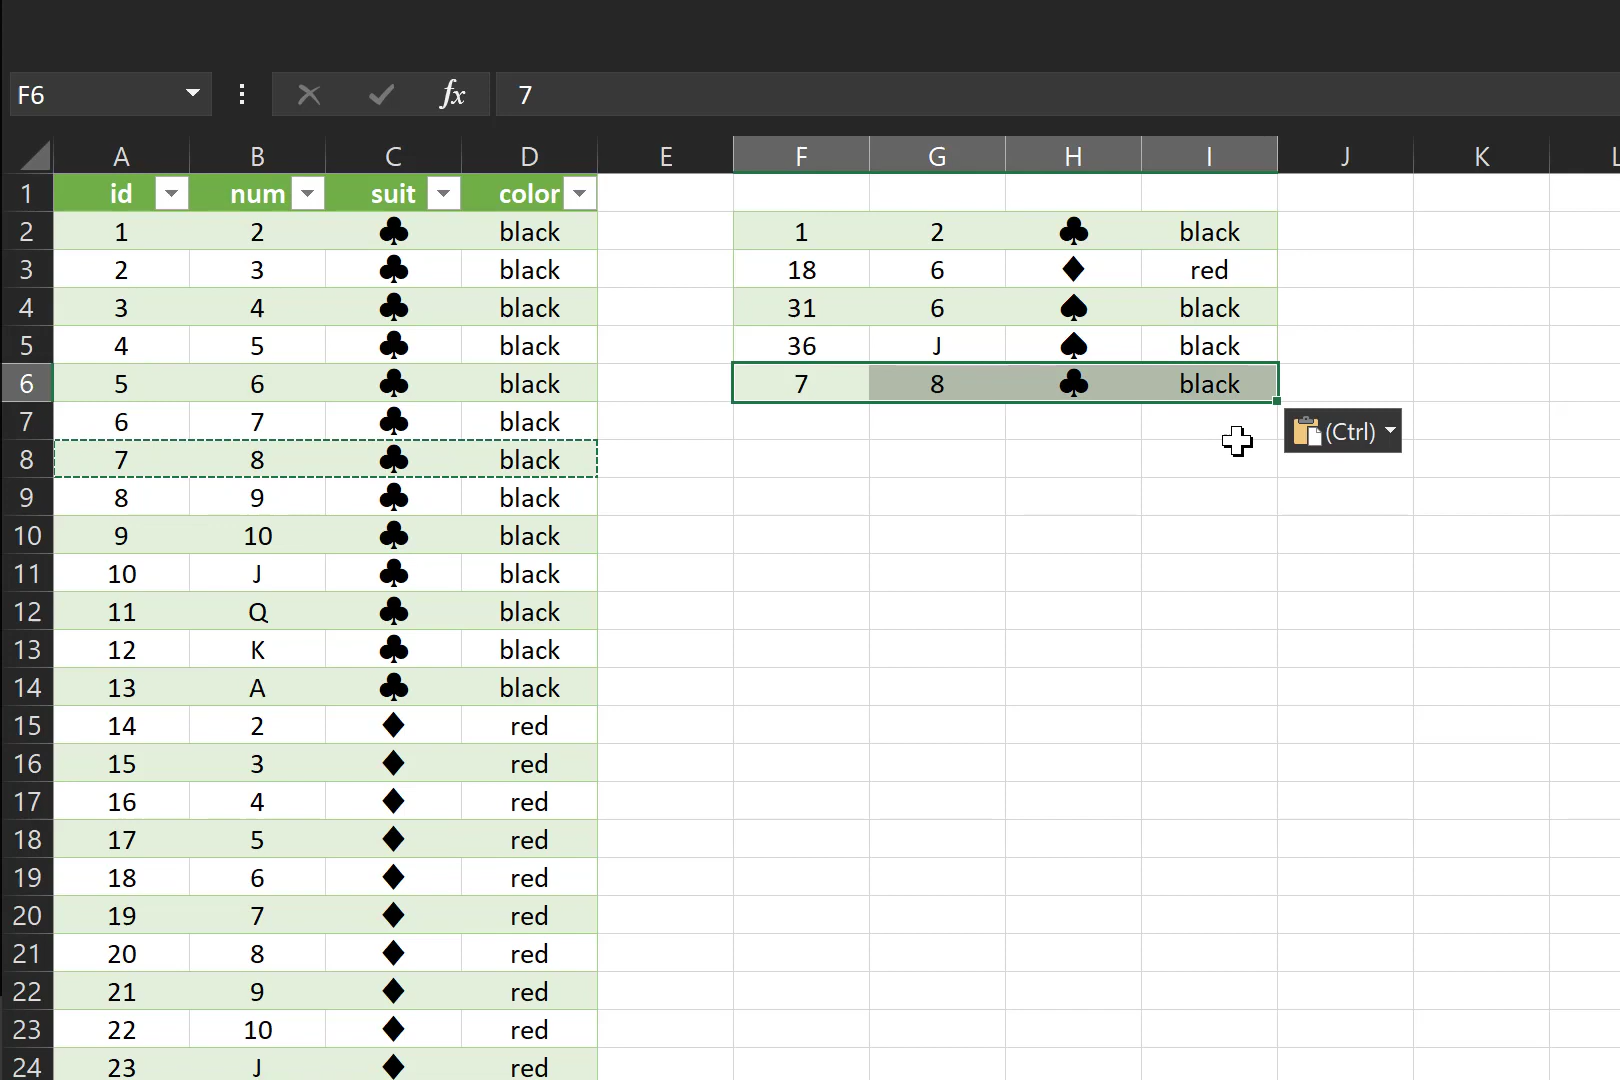 F6 fx 7
A B C D E F G H I J K L
1 id num suit color
2 1 2 ♣ black 1 2 ♣ black
3 2 3 ♣ black 18 6 ♦ red
4 3 4 ♣ black 31 6 ♠ black
5 4 5 ♣ black 36 J ♠ black
6 5 6 ♣ black 7 8 ♣ black
7 6 7 ♣ black (Ctrl)
8 7 8 ♣ black
9 8 9 ♣ black
10 9 10 ♣ black
11 10 J ♣ black
12 11 Q ♣ black
13 12 K ♣ black
14 13 A ♣ black
15 14 2 ♦ red
16 15 3 ♦ red
17 16 4 ♦ red
18 17 5 ♦ red
19 18 6 ♦ red
20 19 7 ♦ red
21 20 8 ♦ red
22 21 9 ♦ red
23 22 10 ♦ red
24 23 J ♦ red